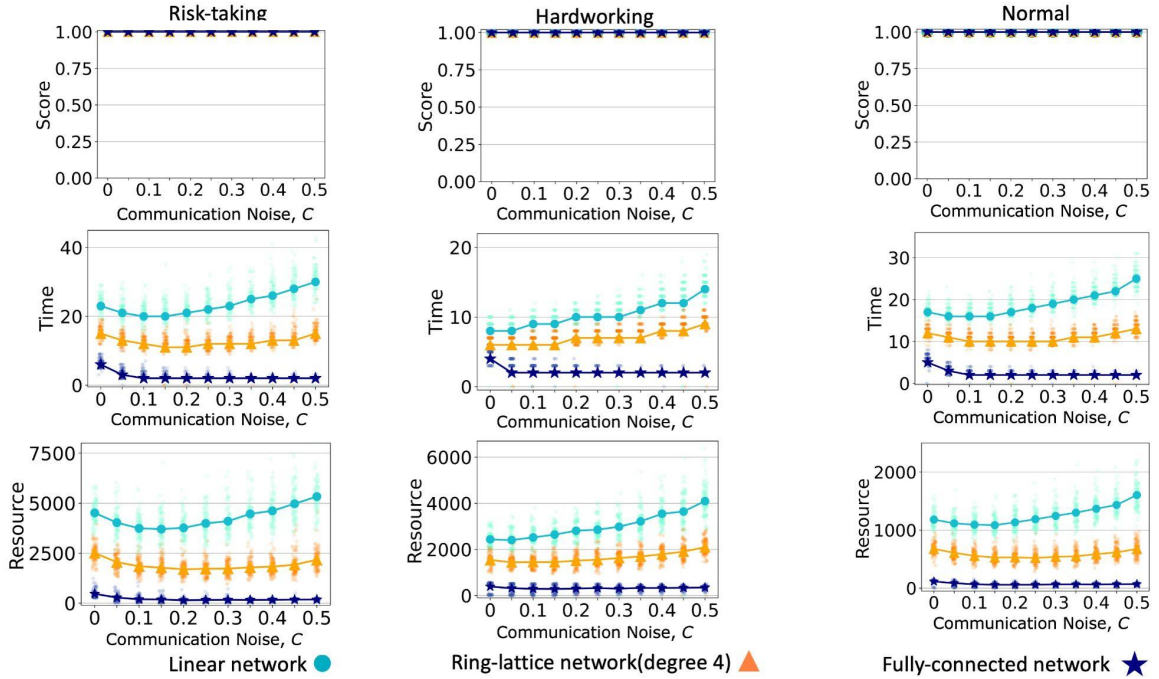 Risk-taking
Hardworking
Normal
Score
1.00
0.75
0.50
0.25
0.00
0 0.1 0.2 0.3 0.4 0.5
Communication Noise, C
Score
1.00
0.75
0.50
0.25
0.00
0 0.1 0.2 0.3 0.4 0.5
Communication Noise, C
Score
1.00
0.75
0.50
0.25
0.00
0 0.1 0.2 0.3 0.4 0.5
Communication Noise, C
Time
40
20
0
0 0.1 0.2 0.3 0.4 0.5
Communication Noise, C
Time
20
10
0
0 0.1 0.2 0.3 0.4 0.5
Communication Noise, C
Time
30
20
10
0
0 0.1 0.2 0.3 0.4 0.5
Communication Noise, C
Resource
7500
5000
2500
0
0 0.1 0.2 0.3 0.4 0.5
Communication Noise, C
Resource
6000
4000
2000
0
0 0.1 0.2 0.3 0.4 0.5
Communication Noise, C
Resource
2000
1000
0
0 0.1 0.2 0.3 0.4 0.5
Communication Noise, C
Linear network
Ring-lattice network(degree 4)
Fully-connected network